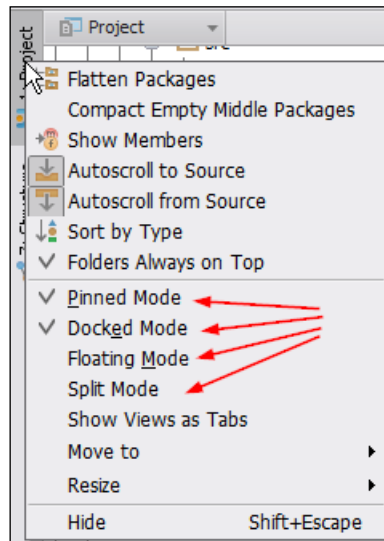 Project
1: Project
Flatten Packages
Compact Empty Middle Packages
Show Members
Autoscroll to Source
Autoscroll from Source
Sort by Type
Folders Always on Top
Pinned Mode
Docked Mode
Floating Mode
Split Mode
Show Views as Tabs
Move to
Resize
Hide Shift+Escape